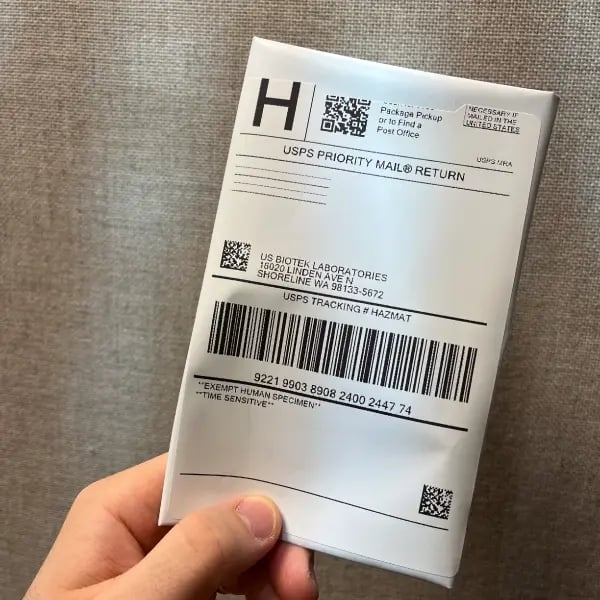 H
Package Pickup
or to Find a
Post Office
NECESSARY IF
MAILED IN THE
UNITED STATES
USPS MRA
USPS PRIORITY MAIL® RETURN
US BIOTEK LABORATORIES
16020 LINDEN AVE N
SHORELINE WA 98133-5672
USPS TRACKING # HAZMAT
9221 9903 8908 2400 2447 74
**EXEMPT HUMAN SPECIMEN**
**TIME SENSITIVE**